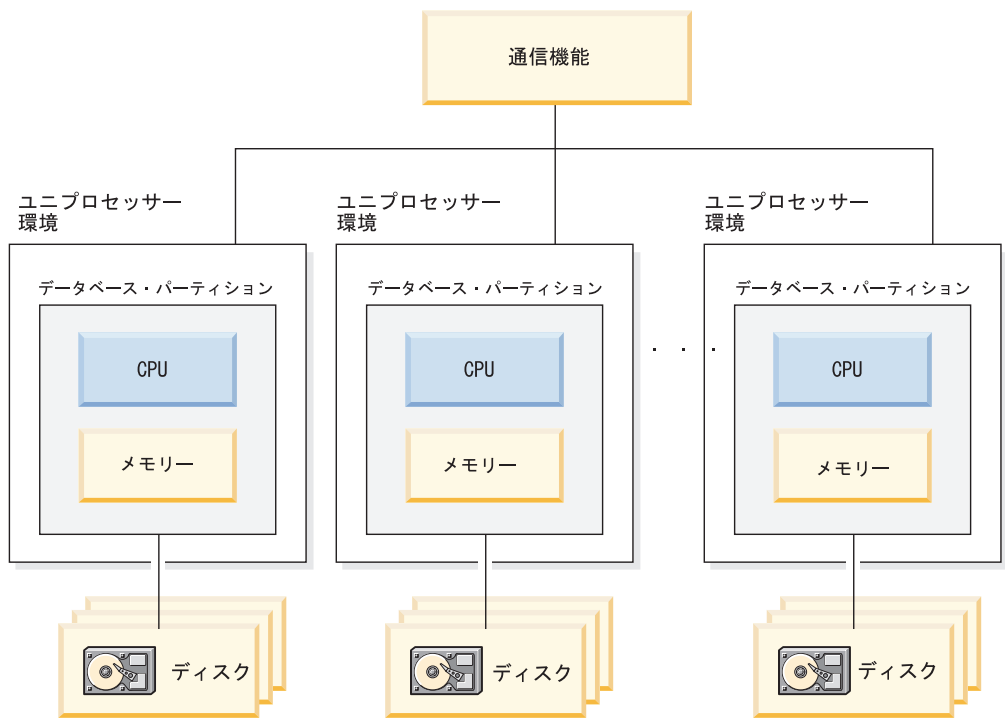 通信機能
ユニプロセッサー
環境
ユニプロセッサー
環境
ユニプロセッサー
環境
データベース・パーティション
データベース・パーティション
データベース・パーティション
CPU
CPU
CPU
. . .
メモリー
メモリー
メモリー
ディスク
ディスク
ディスク